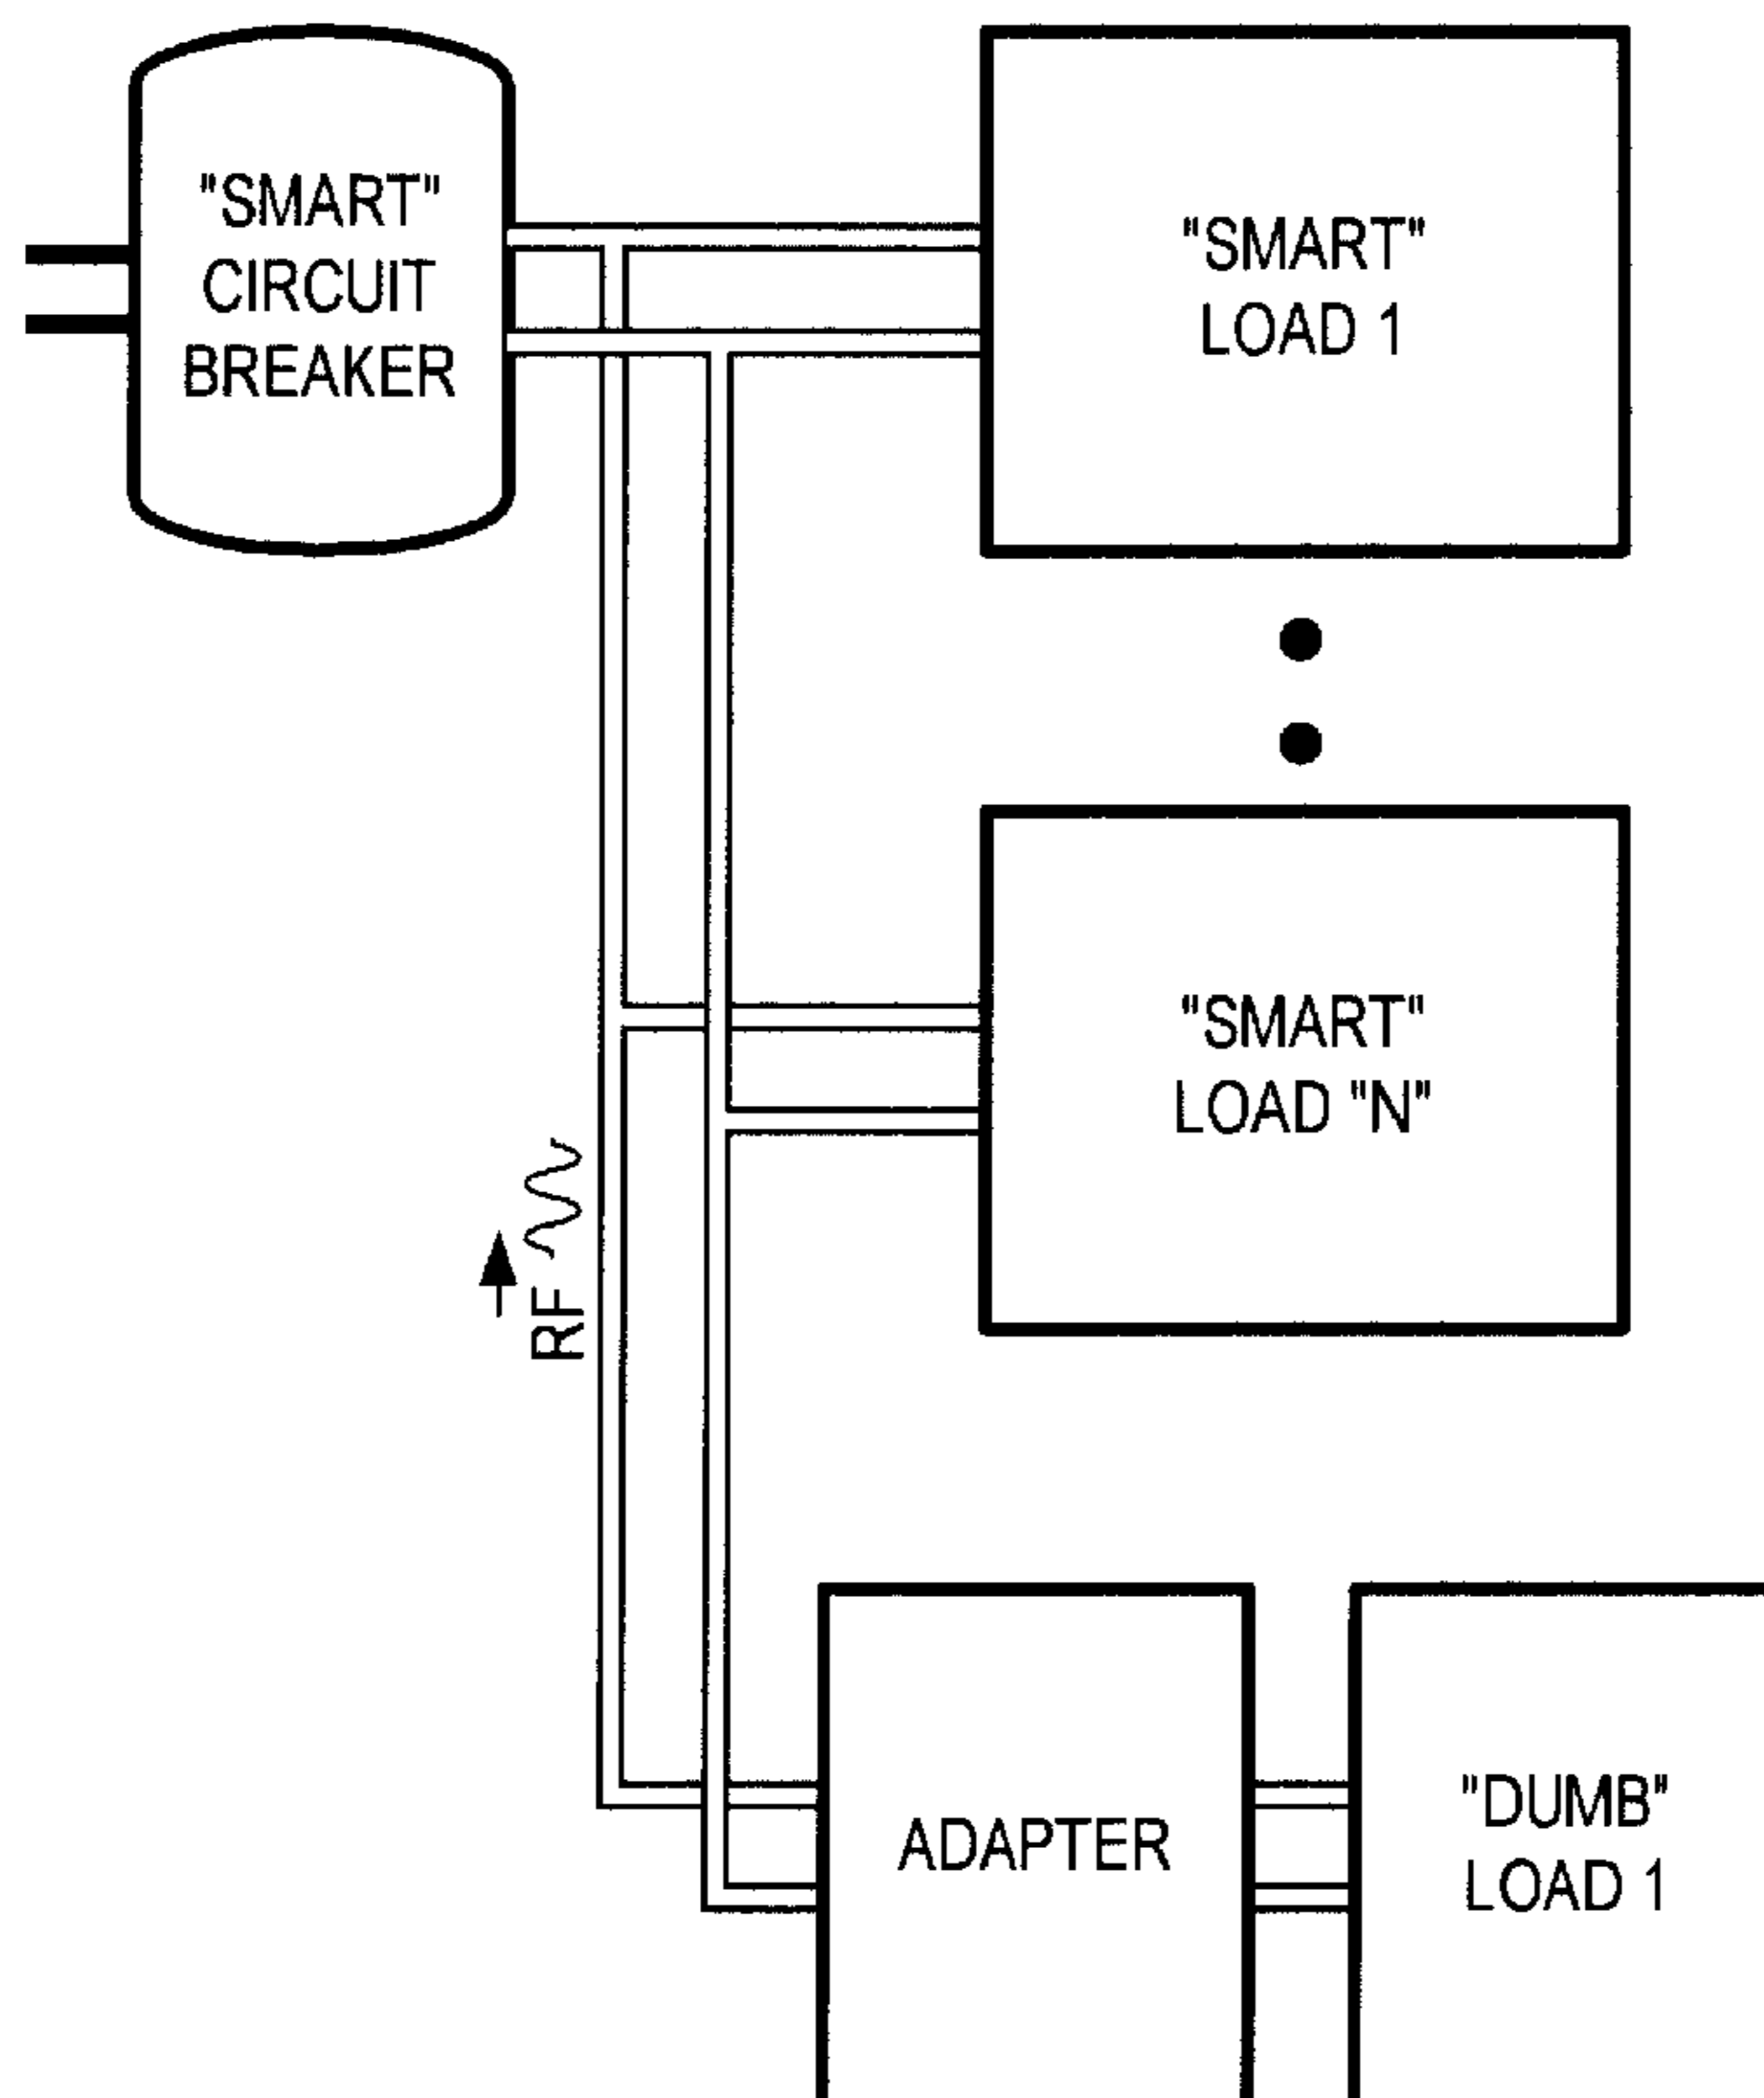 "SMART"
CIRCUIT
BREAKER
"SMART"
LOAD 1
"SMART"
LOAD "N"
RF
ADAPTER
"DUMB"
LOAD 1